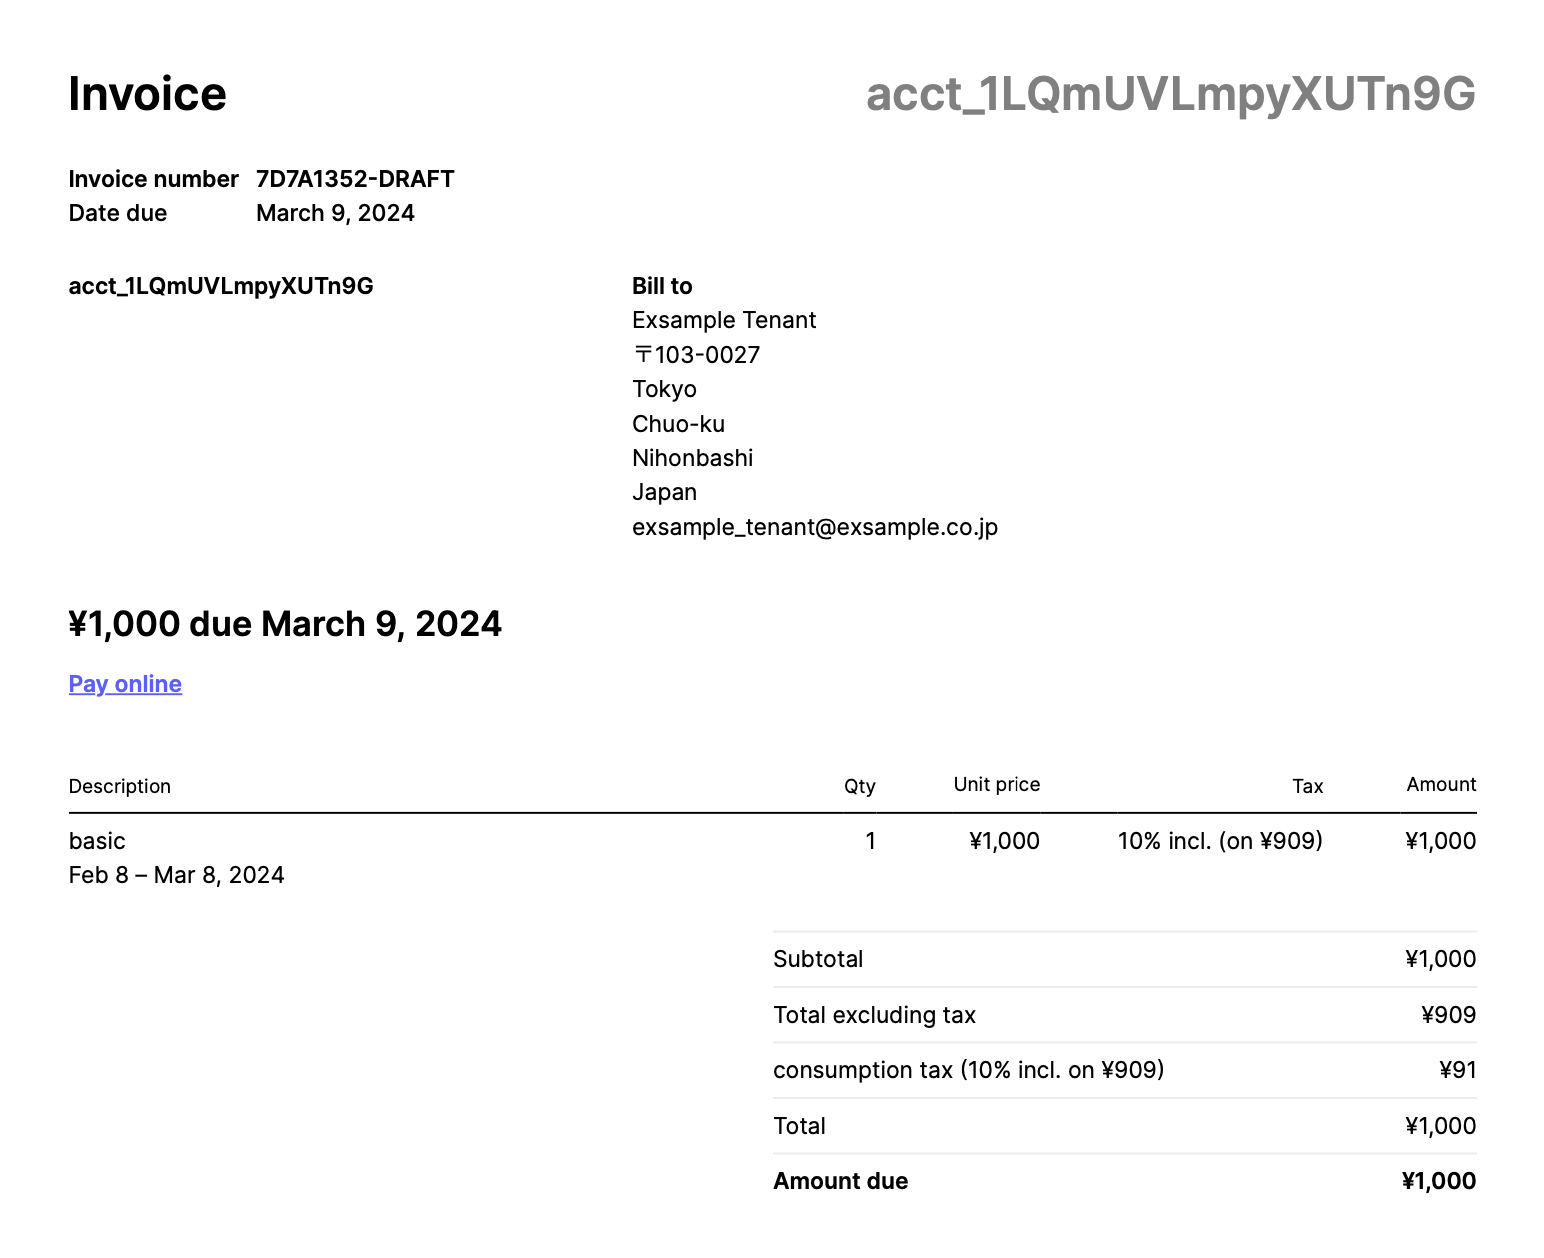 Invoice acct_1LQmUVLmpyXUTn9G
Invoice number 7D7A1352-DRAFT
Date due March 9, 2024
acct_1LQmUVLmpyXUTn9G
Bill to
Exsample Tenant
〒103-0027
Tokyo
Chuo-ku
Nihonbashi
Japan
exsample_tenant@exsample.co.jp
¥1,000 due March 9, 2024
Pay online
Description Qty Unit price Tax Amount
basic 1 ¥1,000 10% incl. (on ¥909) ¥1,000
Feb 8 – Mar 8, 2024
Subtotal ¥1,000
Total excluding tax ¥909
consumption tax (10% incl. on ¥909) ¥91
Total ¥1,000
Amount due ¥1,000